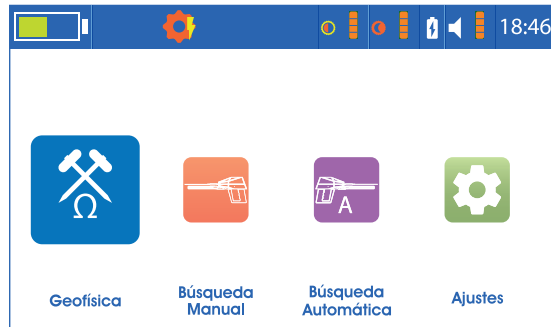 18:46
Ω
A
Geofísica
Búsqueda
Manual
Búsqueda
Automática
Ajustes